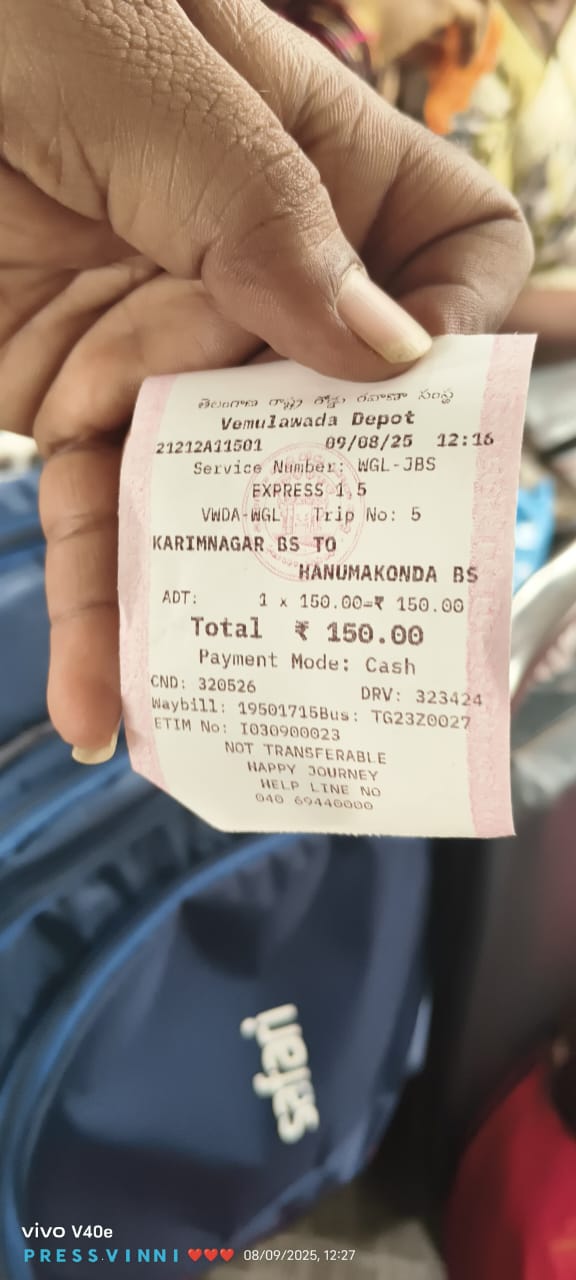 తెలంగాణ రాష్ట్ర రోడ్డు రవాణా సంస్థ
Vemulawada Depot
21212A11501 09/08/25 12:16
Service Number: WGL-JBS
EXPRESS 1,5
VWDA-WGL Trip No: 5
KARIMNAGAR BS TO
HANUMAKONDA BS
ADT: 1 x 150.00=₹ 150.00
Total ₹ 150.00
Payment Mode: Cash
CND: 320526 DRV: 323424
Waybill: 19501715Bus: TG23Z0027
ETIM No: I030900023
NOT TRANSFERABLE
HAPPY JOURNEY
HELP LINE NO
040 69440000
safari
vivo V40e
PRESS.VINNI ❤❤❤ 08/09/2025, 12:27